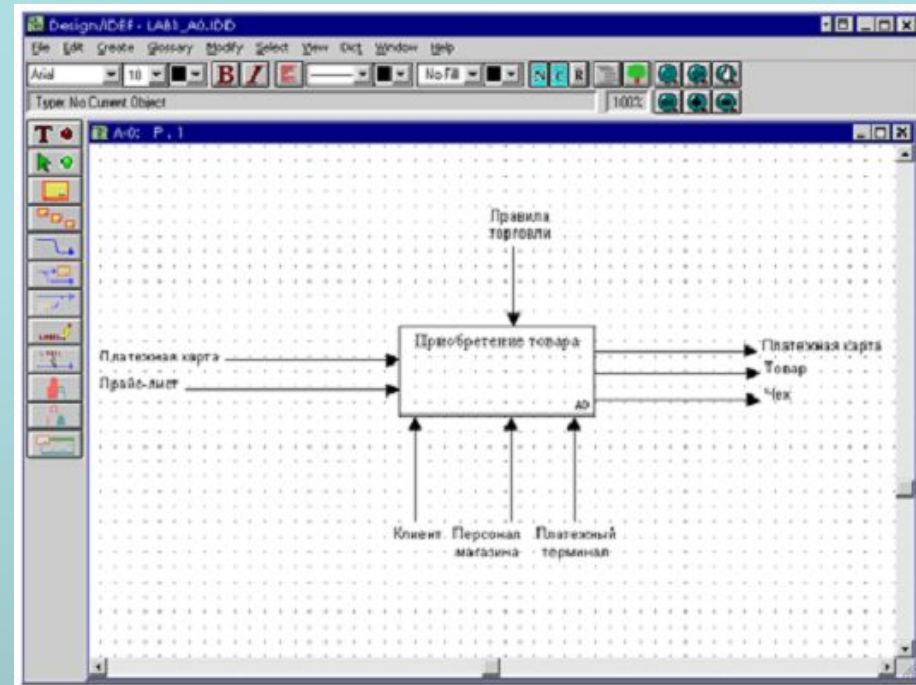 Design/IDEF - LAB1_A0.IDD
File Edit Create Glossary Modify Select View Dict Window Help
Arial 10 B I E No Fill N C R
Type: No Current Object 100%
T A-0: P , 1
Правила
торговли
Приобретение товара
Платежная карта
Прайс-лист
Платежная карта
Товар
Чек
A0
Клиент Персонал Платежный
магазина терминал